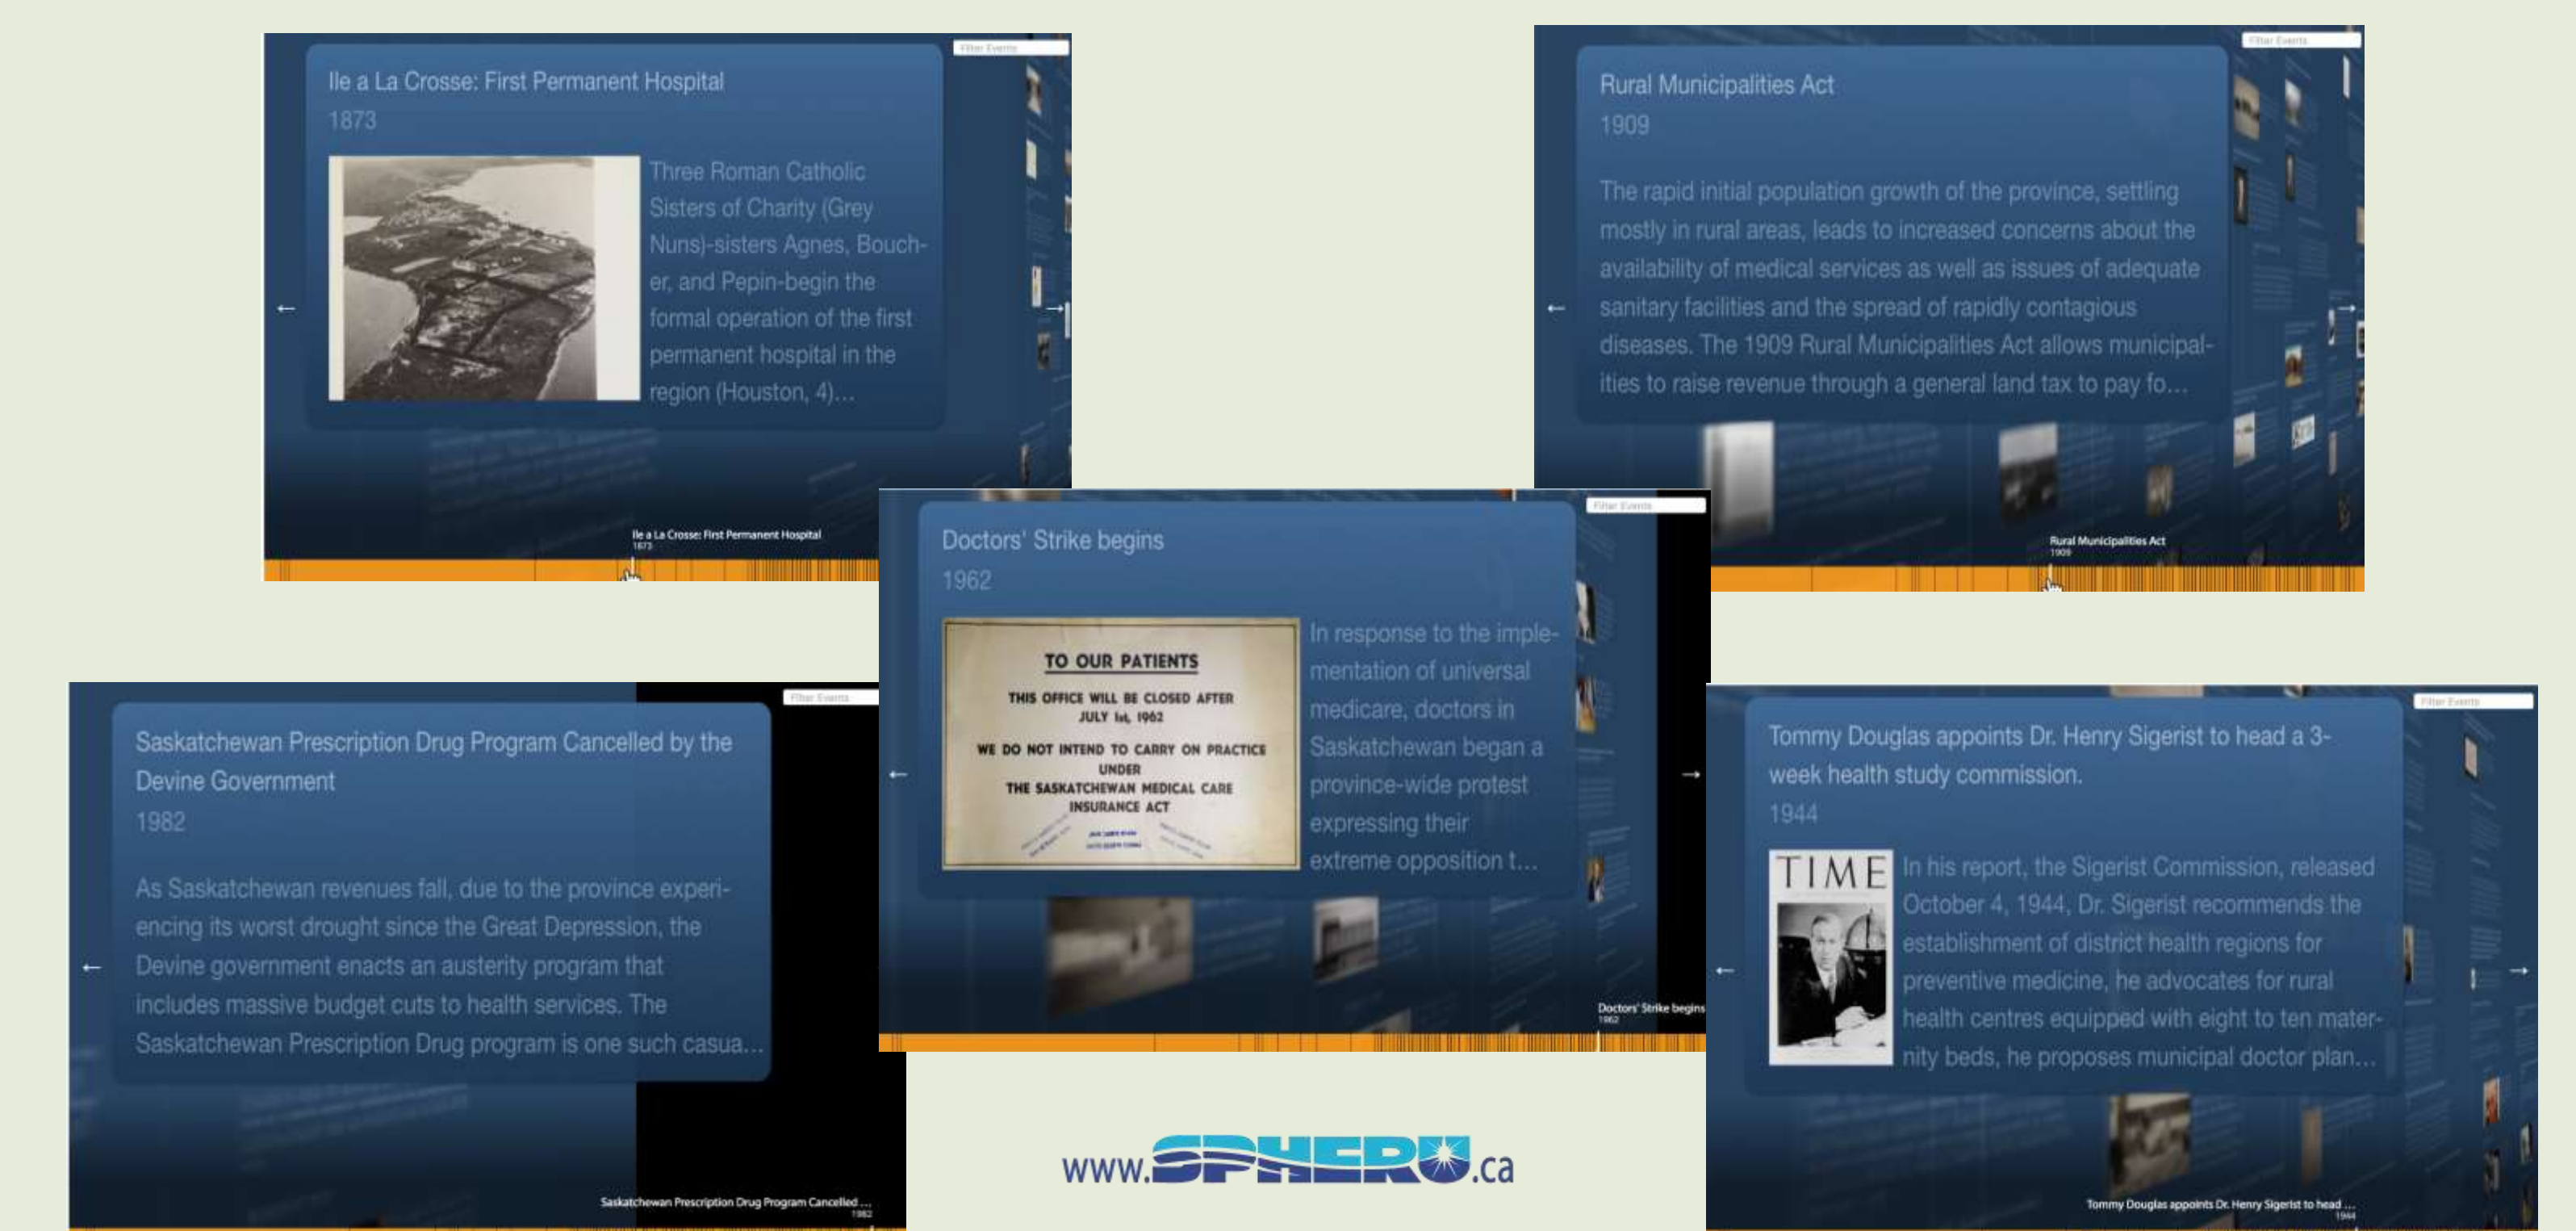 Filter Events
Ile a La Crosse: First Permanent Hospital
1873
Three Roman Catholic
Sisters of Charity (Grey
Nuns)-sisters Agnes, Bouch-
er, and Pepin-begin the
formal operation of the first
permanent hospital in the
region (Houston, 4)...
Ile a La Crosse: First Permanent Hospital
1873
Filter Events
Rural Municipalities Act
1909
The rapid initial population growth of the province, settling
mostly in rural areas, leads to increased concerns about the
availability of medical services as well as issues of adequate
sanitary facilities and the spread of rapidly contagious
diseases. The 1909 Rural Municipalities Act allows municipal-
ities to raise revenue through a general land tax to pay fo...
Rural Municipalities Act
1909
Filter Events
Doctors' Strike begins
1962
TO OUR PATIENTS
THIS OFFICE WILL BE CLOSED AFTER
JULY 1st, 1962
WE DO NOT INTEND TO CARRY ON PRACTICE
UNDER
THE SASKATCHEWAN MEDICAL CARE
INSURANCE ACT
In response to the imple-
mentation of universal
medicare, doctors in
Saskatchewan began a
province-wide protest
expressing their
extreme opposition t...
Doctors' Strike begins
1962
Filter Events
Saskatchewan Prescription Drug Program Cancelled by the
Devine Government
1982
As Saskatchewan revenues fall, due to the province experi-
encing its worst drought since the Great Depression, the
Devine government enacts an austerity program that
includes massive budget cuts to health services. The
Saskatchewan Prescription Drug program is one such casua...
Saskatchewan Prescription Drug Program Cancelled ...
1982
Filter Events
Tommy Douglas appoints Dr. Henry Sigerist to head a 3-
week health study commission.
1944
TIME
In his report, the Sigerist Commission, released
October 4, 1944, Dr. Sigerist recommends the
establishment of district health regions for
preventive medicine, he advocates for rural
health centres equipped with eight to ten mater-
nity beds, he proposes municipal doctor plan...
Tommy Douglas appoints Dr. Henry Sigerist to head ...
1944
www.SPHERU.ca